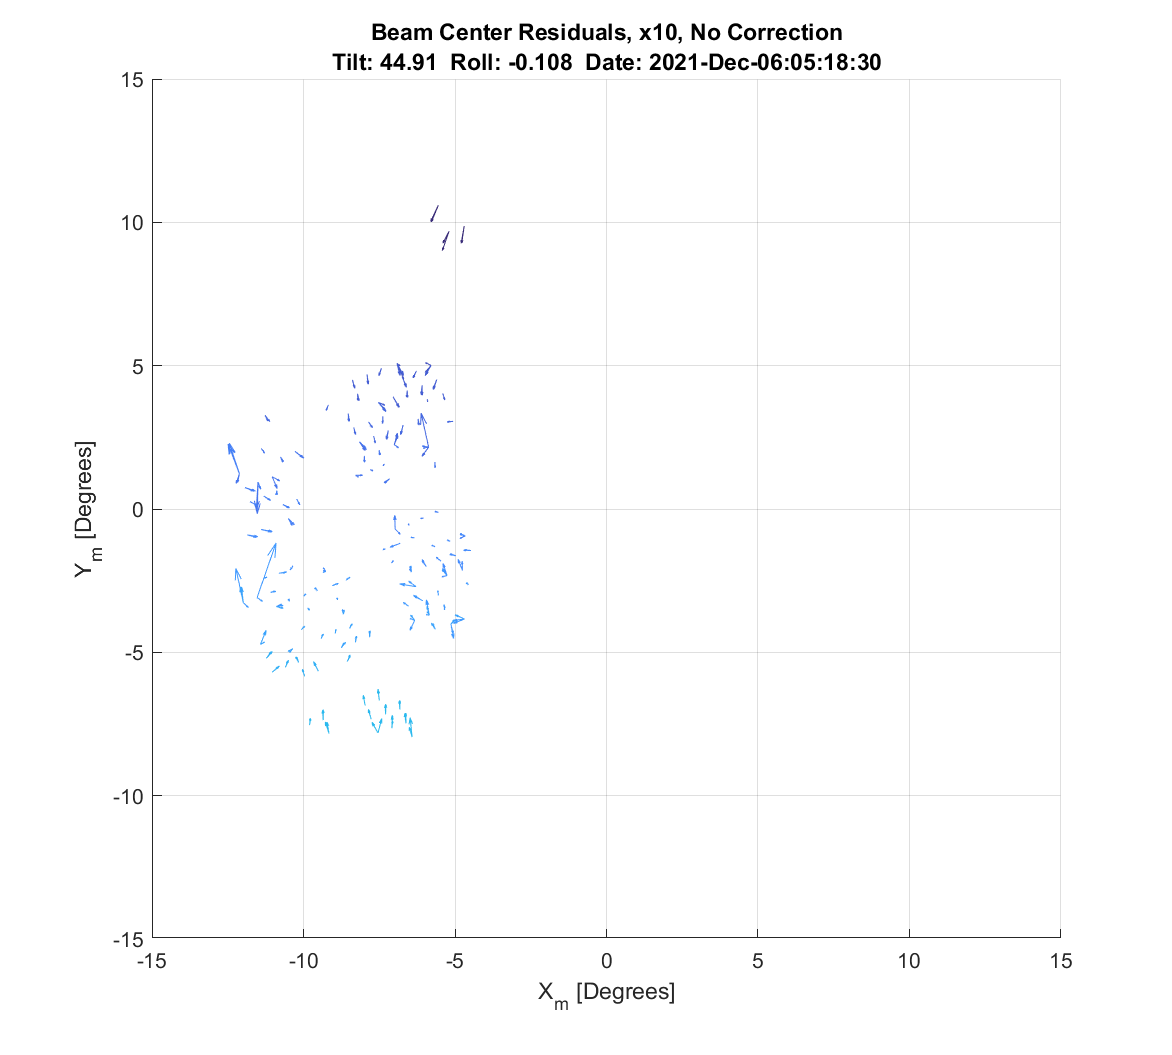 Beam Center Residuals, x10, No Correction
Tilt: 44.91 Roll: -0.108 Date: 2021-Dec-06:05:18:30
15
10
5
0
-5
-10
-15
Y_m [Degrees]
-15 -10 -5 0 5 10 15
X_m [Degrees]